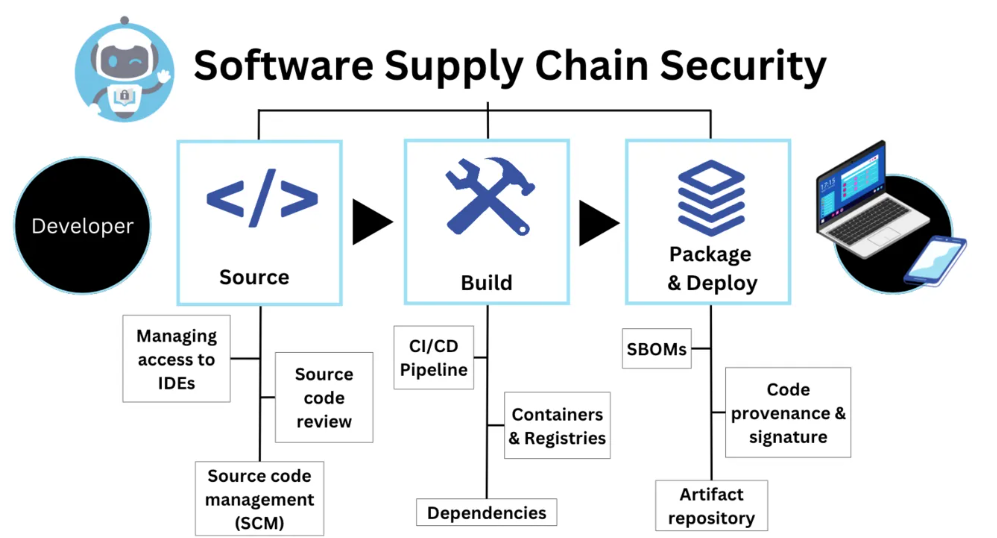 Software Supply Chain Security
Developer
Source
Build
Package
& Deploy
Managing
access to
IDEs
Source
code
review
Source code
management
(SCM)
CI/CD
Pipeline
Containers
& Registries
Dependencies
SBOMs
Code
provenance &
signature
Artifact
repository